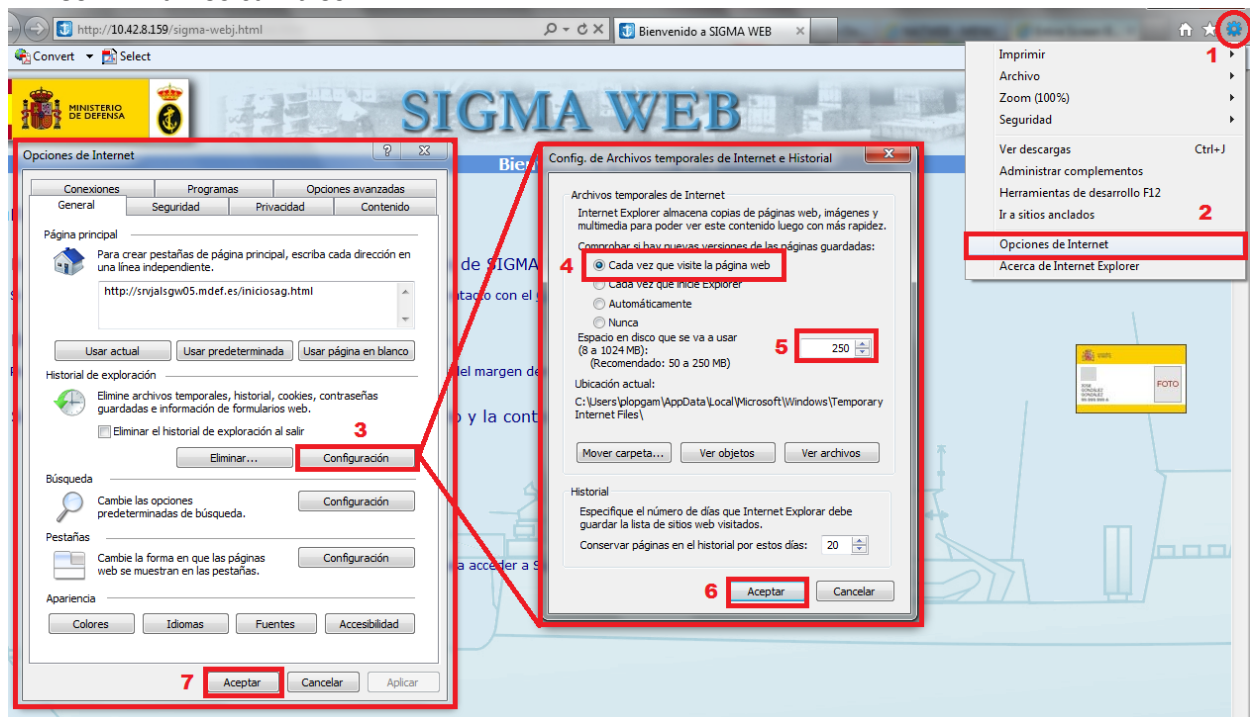 http://10.42.8.159/sigma-webj.html
Bienvenido a SIGMA WEB
Convert
Select
1
Imprimir
Archivo
Zoom (100%)
Seguridad
Ver descargas Ctrl+J
Administrar complementos
Herramientas de desarrollo F12
Ir a sitios anclados
2
Opciones de Internet
Acerca de Internet Explorer
MINISTERIO
DE DEFENSA
SIGMA WEB
Opciones de Internet
Conexiones Programas Opciones avanzadas
General Seguridad Privacidad Contenido
Página principal
Para crear pestañas de página principal, escriba cada dirección en
una línea independiente.
http://srvjalsgw05.mdef.es/iniciosag.html
Usar actual Usar predeterminada Usar página en blanco
Historial de exploración
Elimine archivos temporales, historial, cookies, contraseñas
guardadas e información de formularios web.
Eliminar el historial de exploración al salir
3
Eliminar... Configuración
Búsqueda
Cambie las opciones
predeterminadas de búsqueda.
Configuración
Pestañas
Cambie la forma en que las páginas
web se muestran en las pestañas.
Configuración
Apariencia
Colores Idiomas Fuentes Accesibilidad
7
Aceptar Cancelar Aplicar
Bien
de SIGMA
ntacto con el
del margen de
o y la cont
a acceder a S
Config. de Archivos temporales de Internet e Historial
Archivos temporales de Internet
Internet Explorer almacena copias de páginas web, imágenes y
multimedia para poder ver este contenido luego con más rapidez.
Comprobar si hay nuevas versiones de las páginas guardadas:
4
Cada vez que visite la página web
Cada vez que inicie Explorer
Automáticamente
Nunca
Espacio en disco que se va a usar
(8 a 1024 MB):
(Recomendado: 50 a 250 MB)
5
250
Ubicación actual:
C:\Users\plopgam\AppData\Local\Microsoft\Windows\Temporary
Internet Files\
Mover carpeta... Ver objetos Ver archivos
Historial
Especifique el número de días que Internet Explorar debe
guardar la lista de sitios web visitados.
Conservar páginas en el historial por estos días: 20
6
Aceptar Cancelar
FOTO